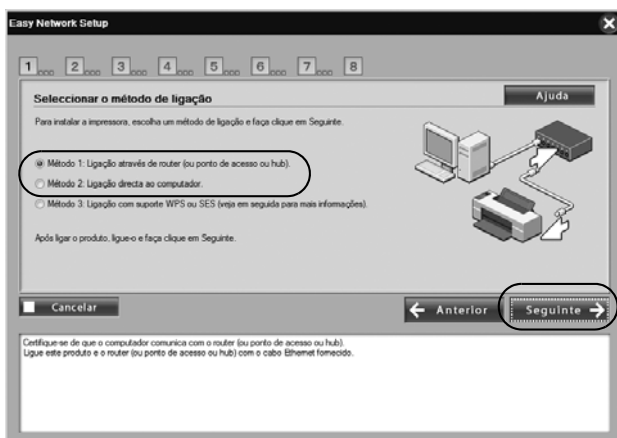 Easy Network Setup
1 2 3 4 5 6 7 8
Seleccionar o método de ligação
Ajuda
Para instalar a impressora, escolha um método de ligação e faça clique em Seguinte.
Método 1: Ligação através de router (ou ponto de acesso ou hub).
Método 2: Ligação directa ao computador.
Método 3: Ligação com suporte WPS ou SES (veja em seguida para mais informações).
Após ligar o produto, ligue-o e faça clique em Seguinte.
Cancelar
Anterior
Seguinte
Certifique-se de que o computador comunica com o router (ou ponto de acesso ou hub).
Ligue este produto e o router (ou ponto de acesso ou hub) com o cabo Ethernet fornecido.